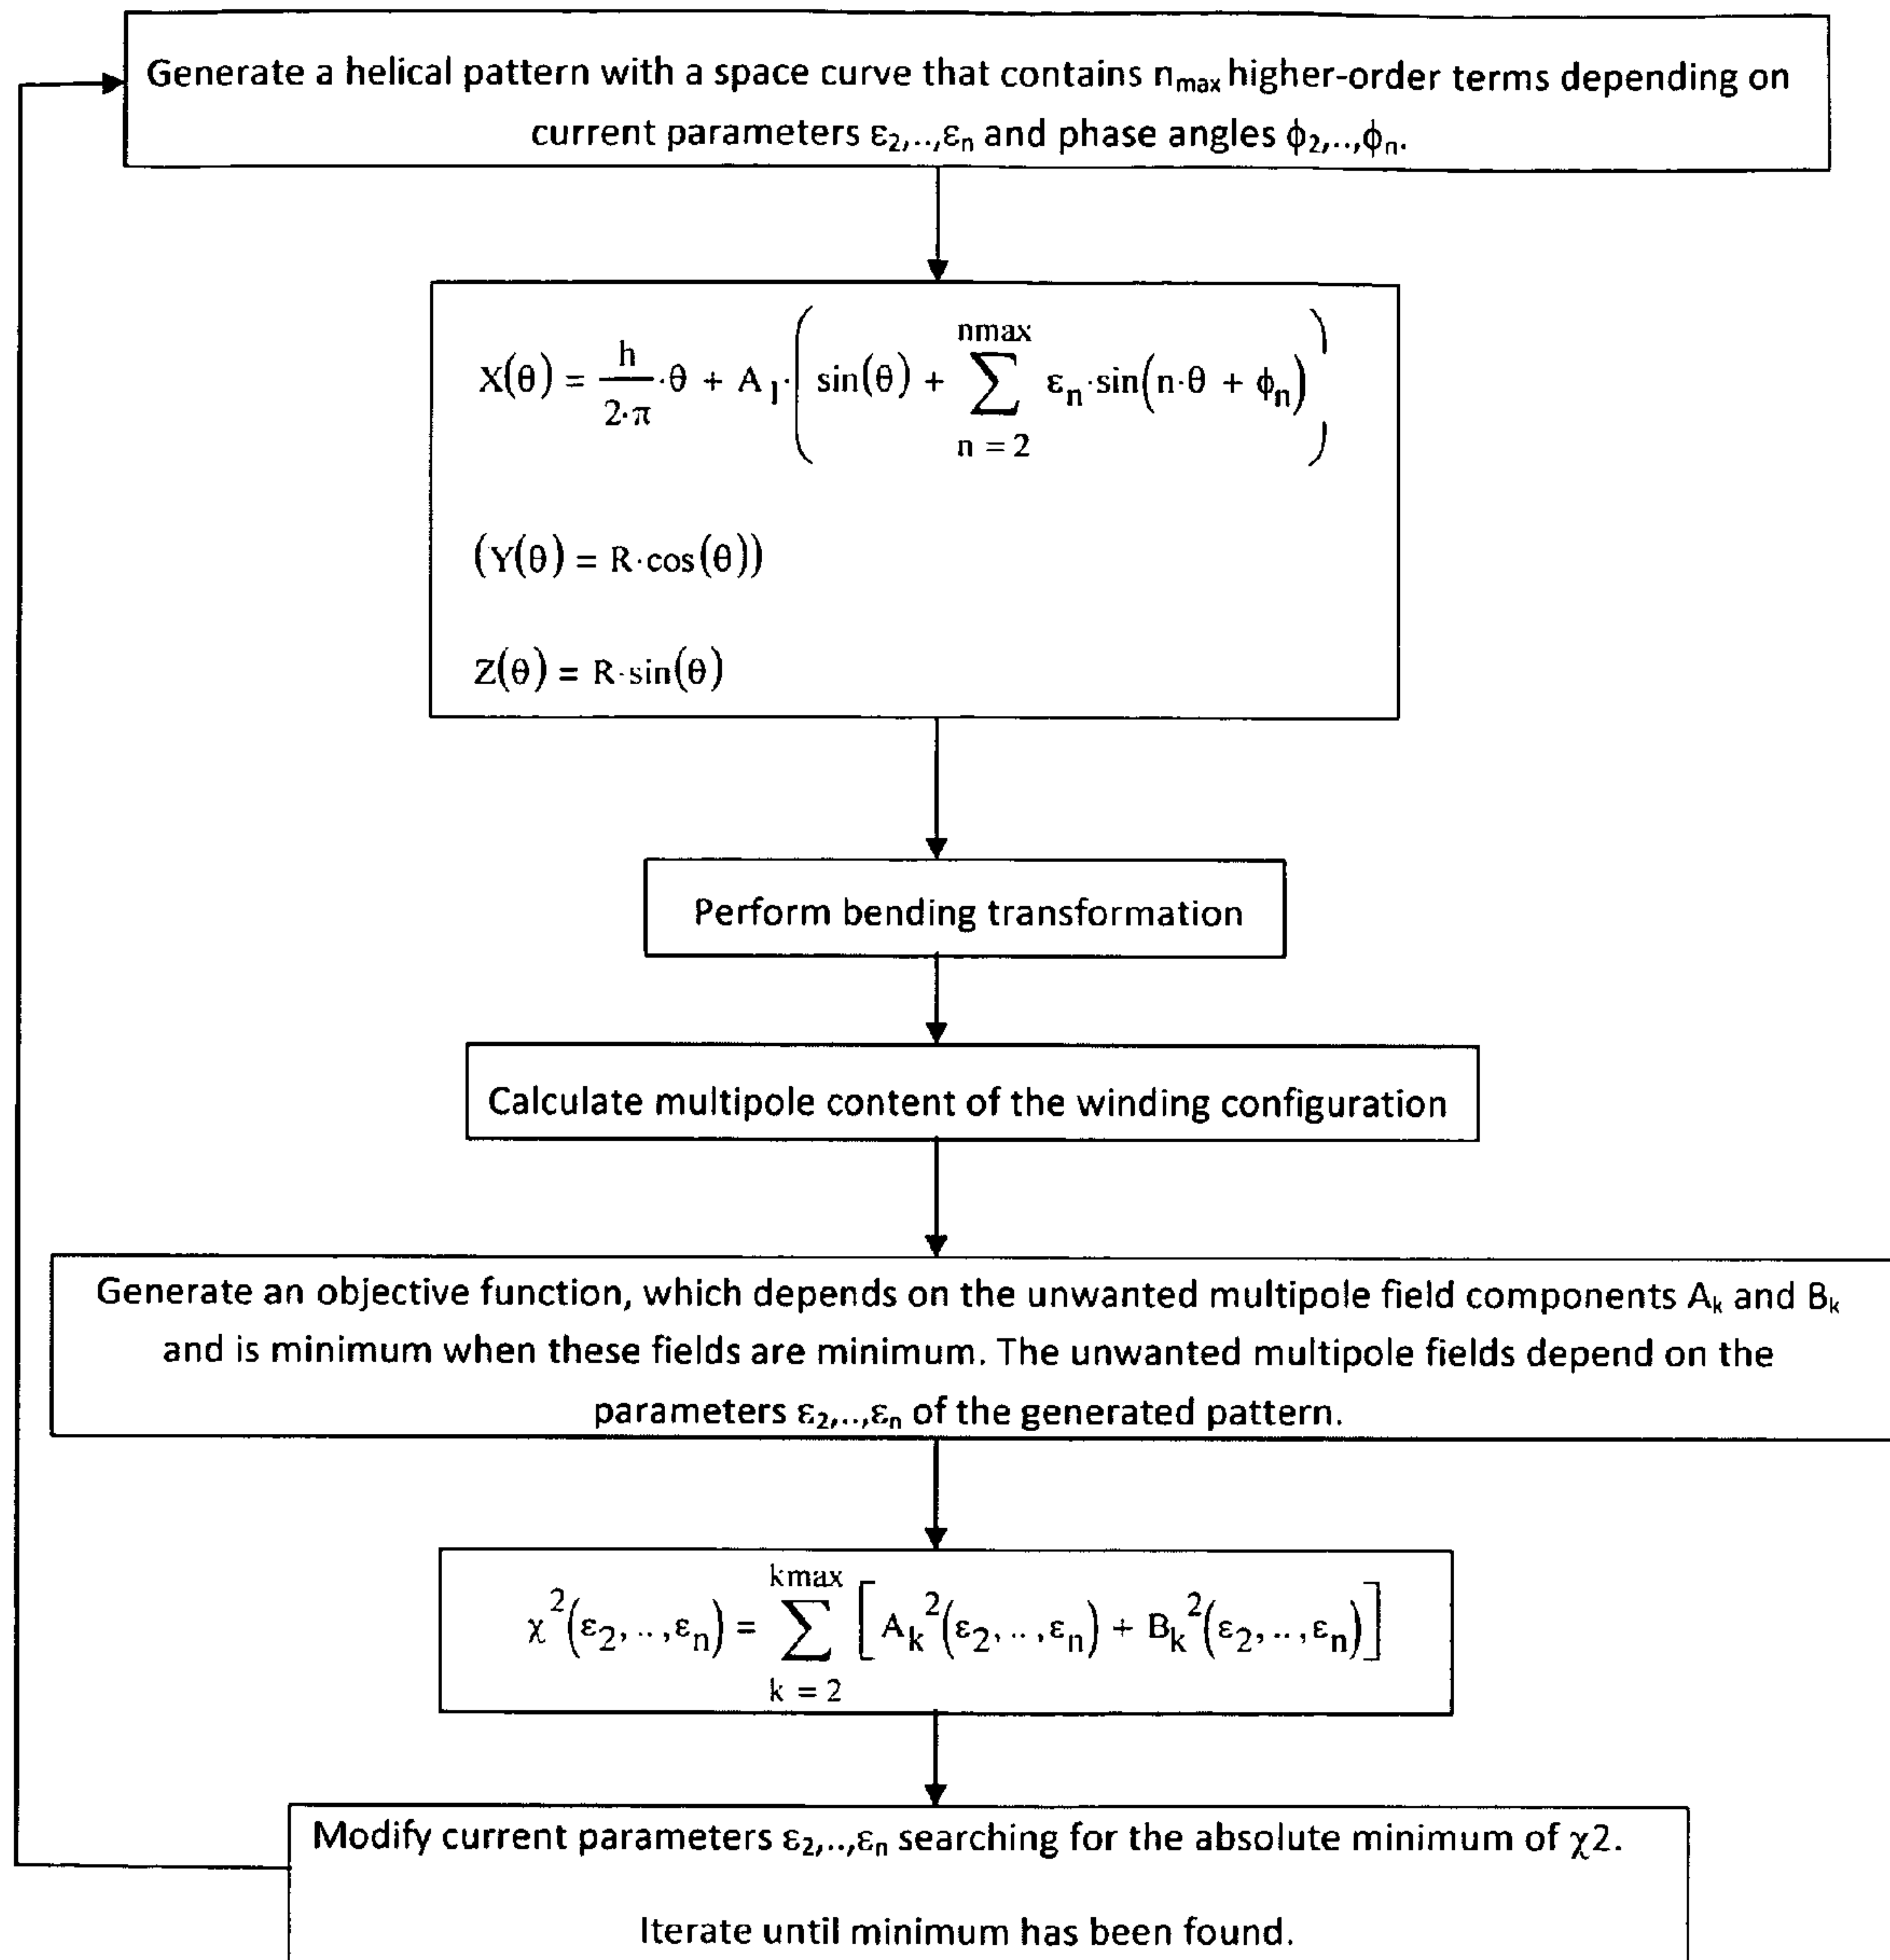 Generate a helical pattern with a space curve that contains nmax higher-order terms depending on
current parameters ε2,..,εn and phase angles ϕ2,..,ϕn.
nmax
X(θ) = h/(2·π)·θ + A1·( sin(θ) + ∑ εn·sin(n·θ + ϕn) )
n = 2
(Y(θ) = R·cos(θ))
Z(θ) = R·sin(θ)
Perform bending transformation
Calculate multipole content of the winding configuration
Generate an objective function, which depends on the unwanted multipole field components Ak and Bk
and is minimum when these fields are minimum. The unwanted multipole fields depend on the
parameters ε2,..,εn of the generated pattern.
kmax
χ²(ε2,..,εn) = ∑ [Ak²(ε2,..,εn) + Bk²(ε2,..,εn)]
k = 2
Modify current parameters ε2,..,εn searching for the absolute minimum of χ2.
Iterate until minimum has been found.